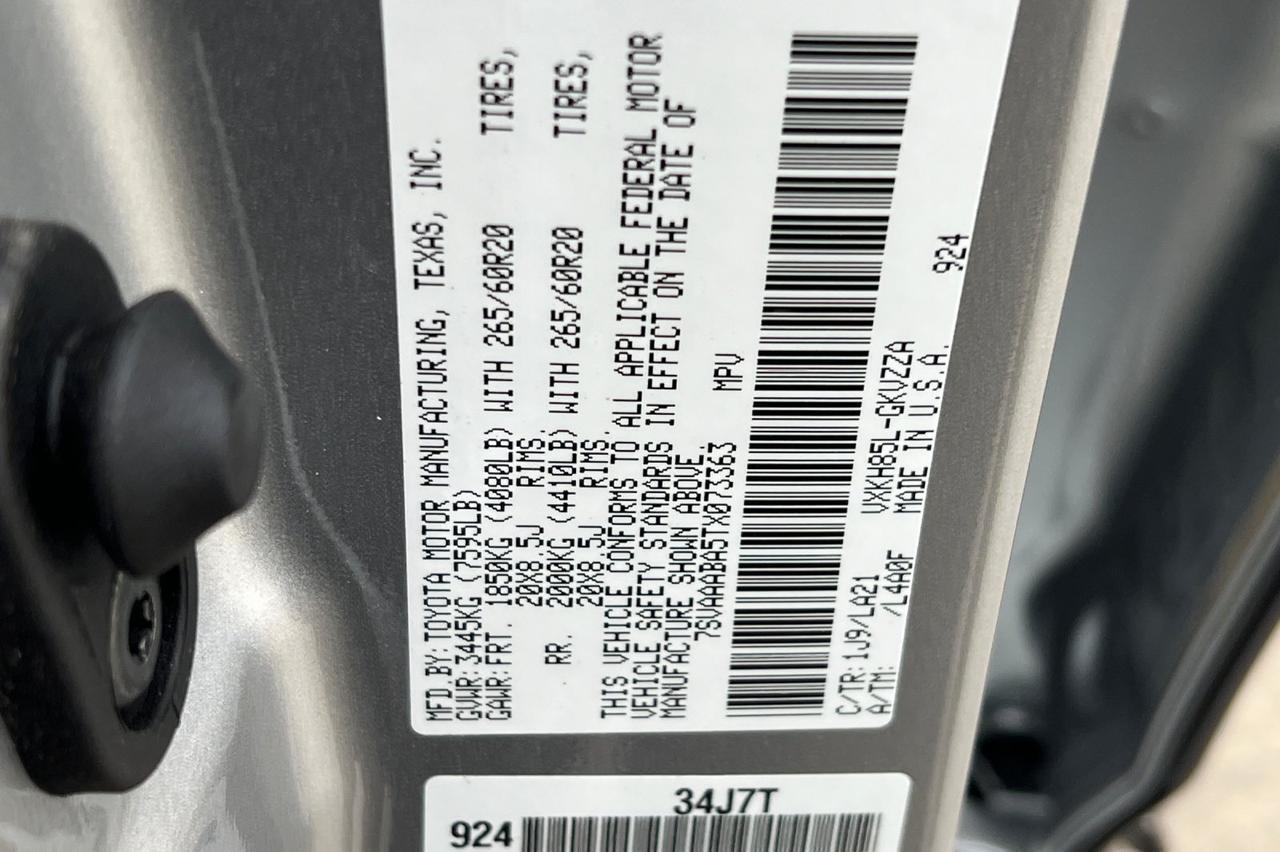 MFD.BY:TOYOTA MOTOR MANUFACTURING, TEXAS, INC.
GVWR:3445KG (7595LB)
GAWR:FRT. 1850KG (4080LB) WITH 265/60R20 TIRES,
20X8.5J RIMS.
RR. 2000KG (4410LB) WITH 265/60R20 TIRES,
20X8.5J RIMS.
THIS VEHICLE CONFORMS TO ALL APPLICABLE FEDERAL MOTOR
VEHICLE SAFETY STANDARDS IN EFFECT ON THE DATE OF
MANUFACTURE SHOWN ABOVE.
7SVAAABA5TX073363 MPV
C/TR:1J9/LA21 VXKH85L-GKVZZA
A/TM: /L4A0F MADE IN U.S.A. 924
34J7T
924